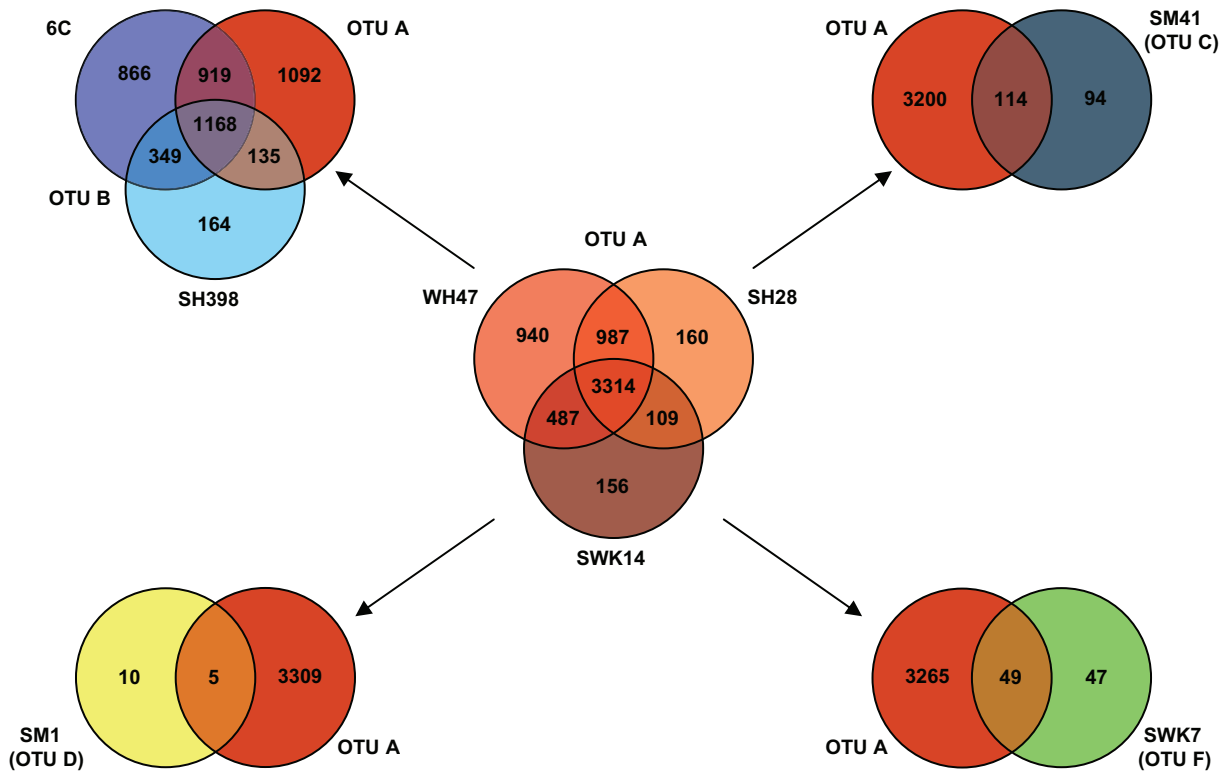 6C
OTU A
866
919
1092
1168
349
135
OTU B
164
SH398
OTU A
SM41
(OTU C)
3200
114
94
OTU A
WH47
SH28
940
987
160
3314
487
109
156
SWK14
10
5
3309
SM1
(OTU D)
OTU A
3265
49
47
OTU A
SWK7
(OTU F)